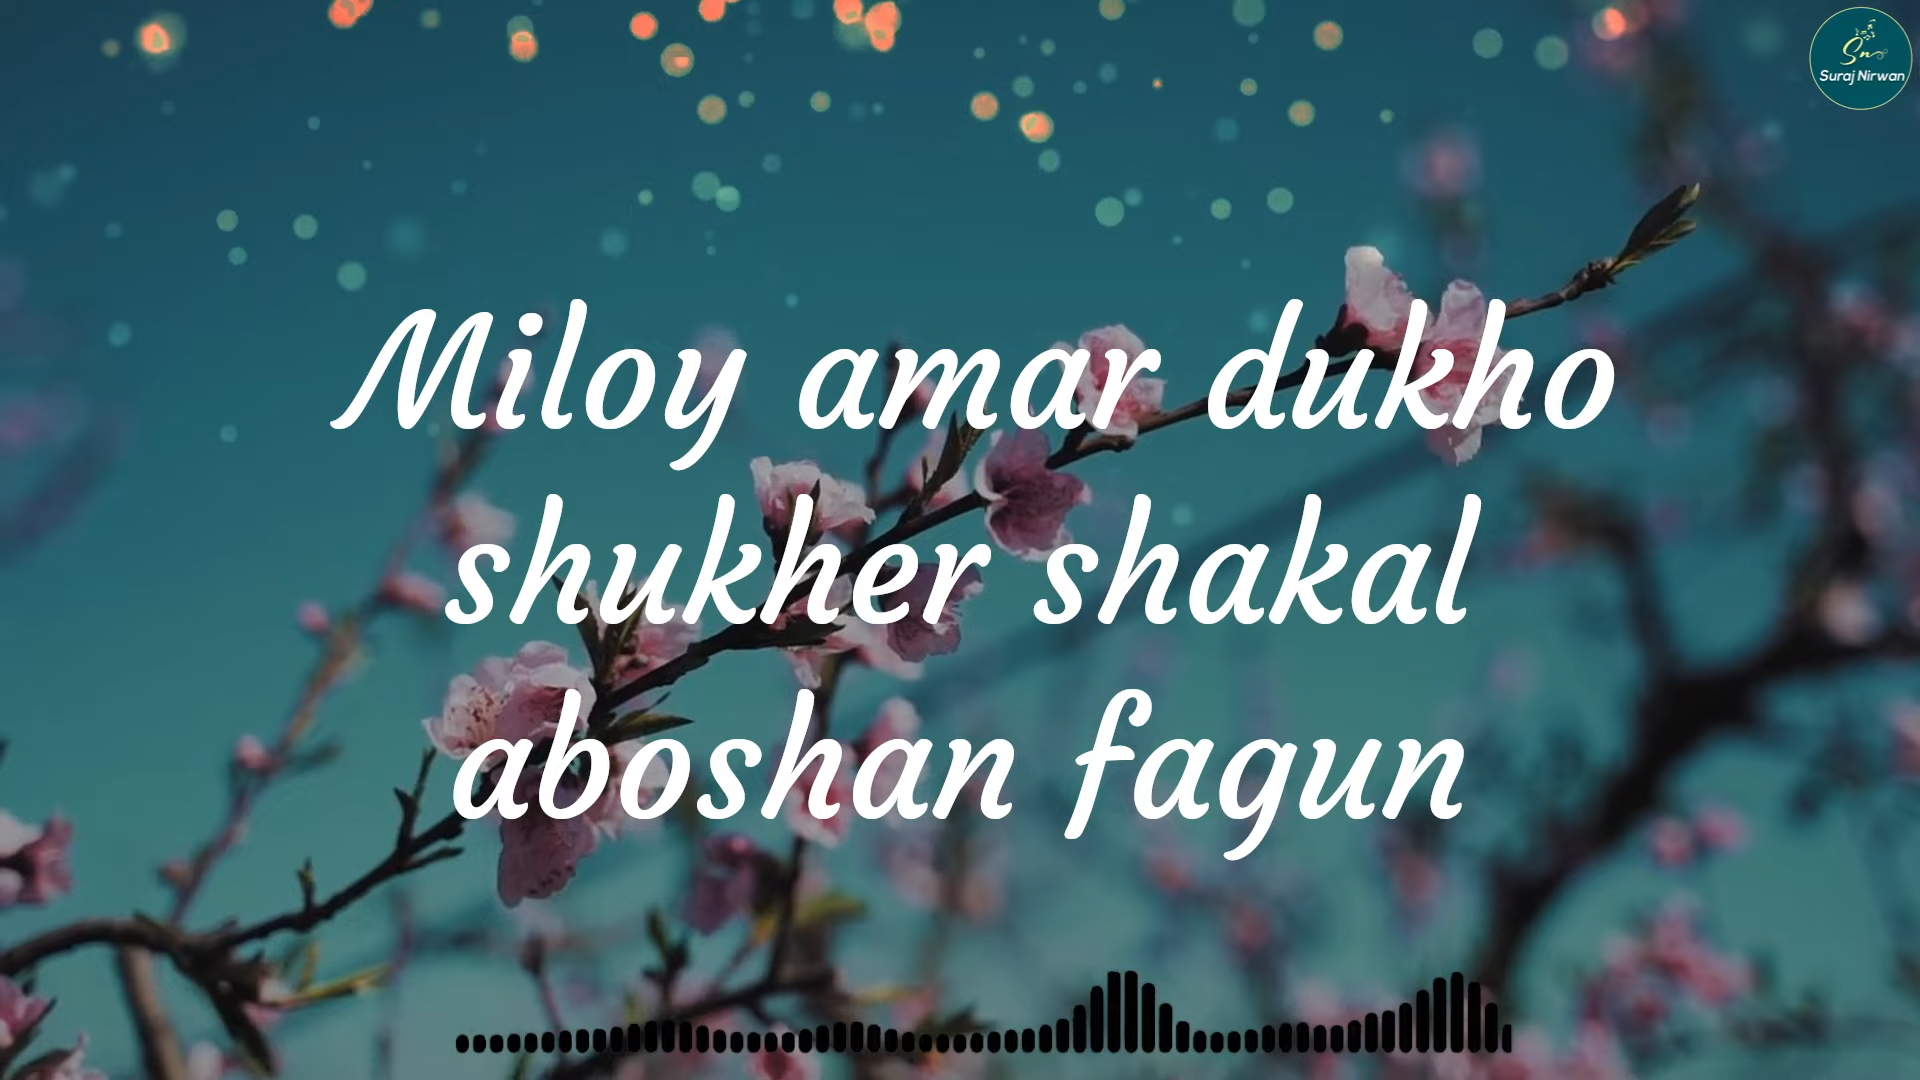 Suraj Nirwan
Miloy amar dukho
shukher shakal
aboshan fagun